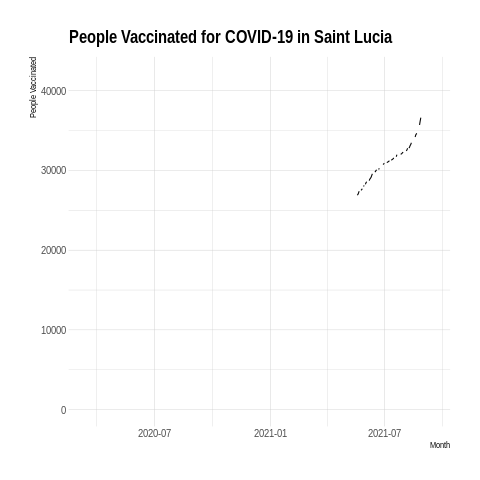 People Vaccinated for COVID-19 in Saint Lucia
People Vaccinated
40000
30000
20000
10000
0
2020-07 2021-01 2021-07
Month